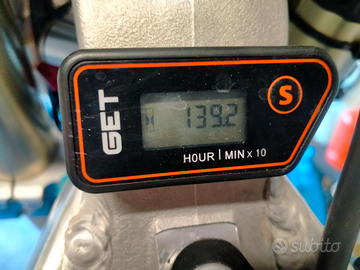 GET
139.2
S
HOUR | MIN x 10
subito